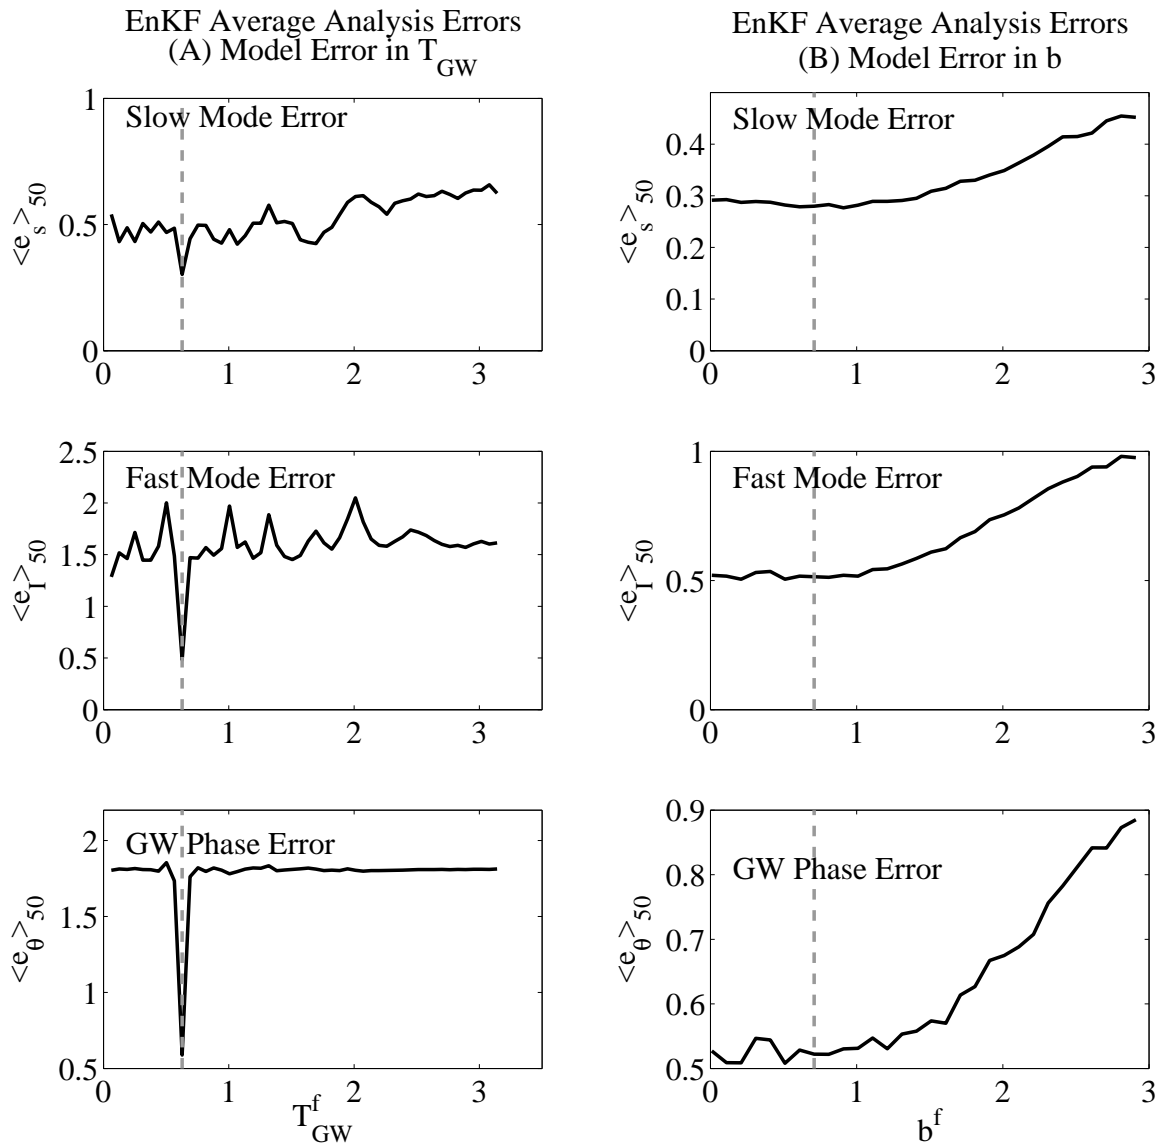 EnKF Average Analysis Errors
(A) Model Error in T_GW
1
0.5
0
Slow Mode Error
<e_s>_50
0 1 2 3
2.5
2
1.5
1
0.5
0
Fast Mode Error
<e_I>_50
0 1 2 3
2
1.5
1
0.5
GW Phase Error
<e_θ>_50
0 1 2 3
T^f_GW
EnKF Average Analysis Errors
(B) Model Error in b
0.4
0.3
0.2
0.1
0
Slow Mode Error
<e_s>_50
0 1 2 3
1
0.5
0
Fast Mode Error
<e_I>_50
0 1 2 3
0.9
0.8
0.7
0.6
0.5
GW Phase Error
<e_θ>_50
0 1 2 3
b^f